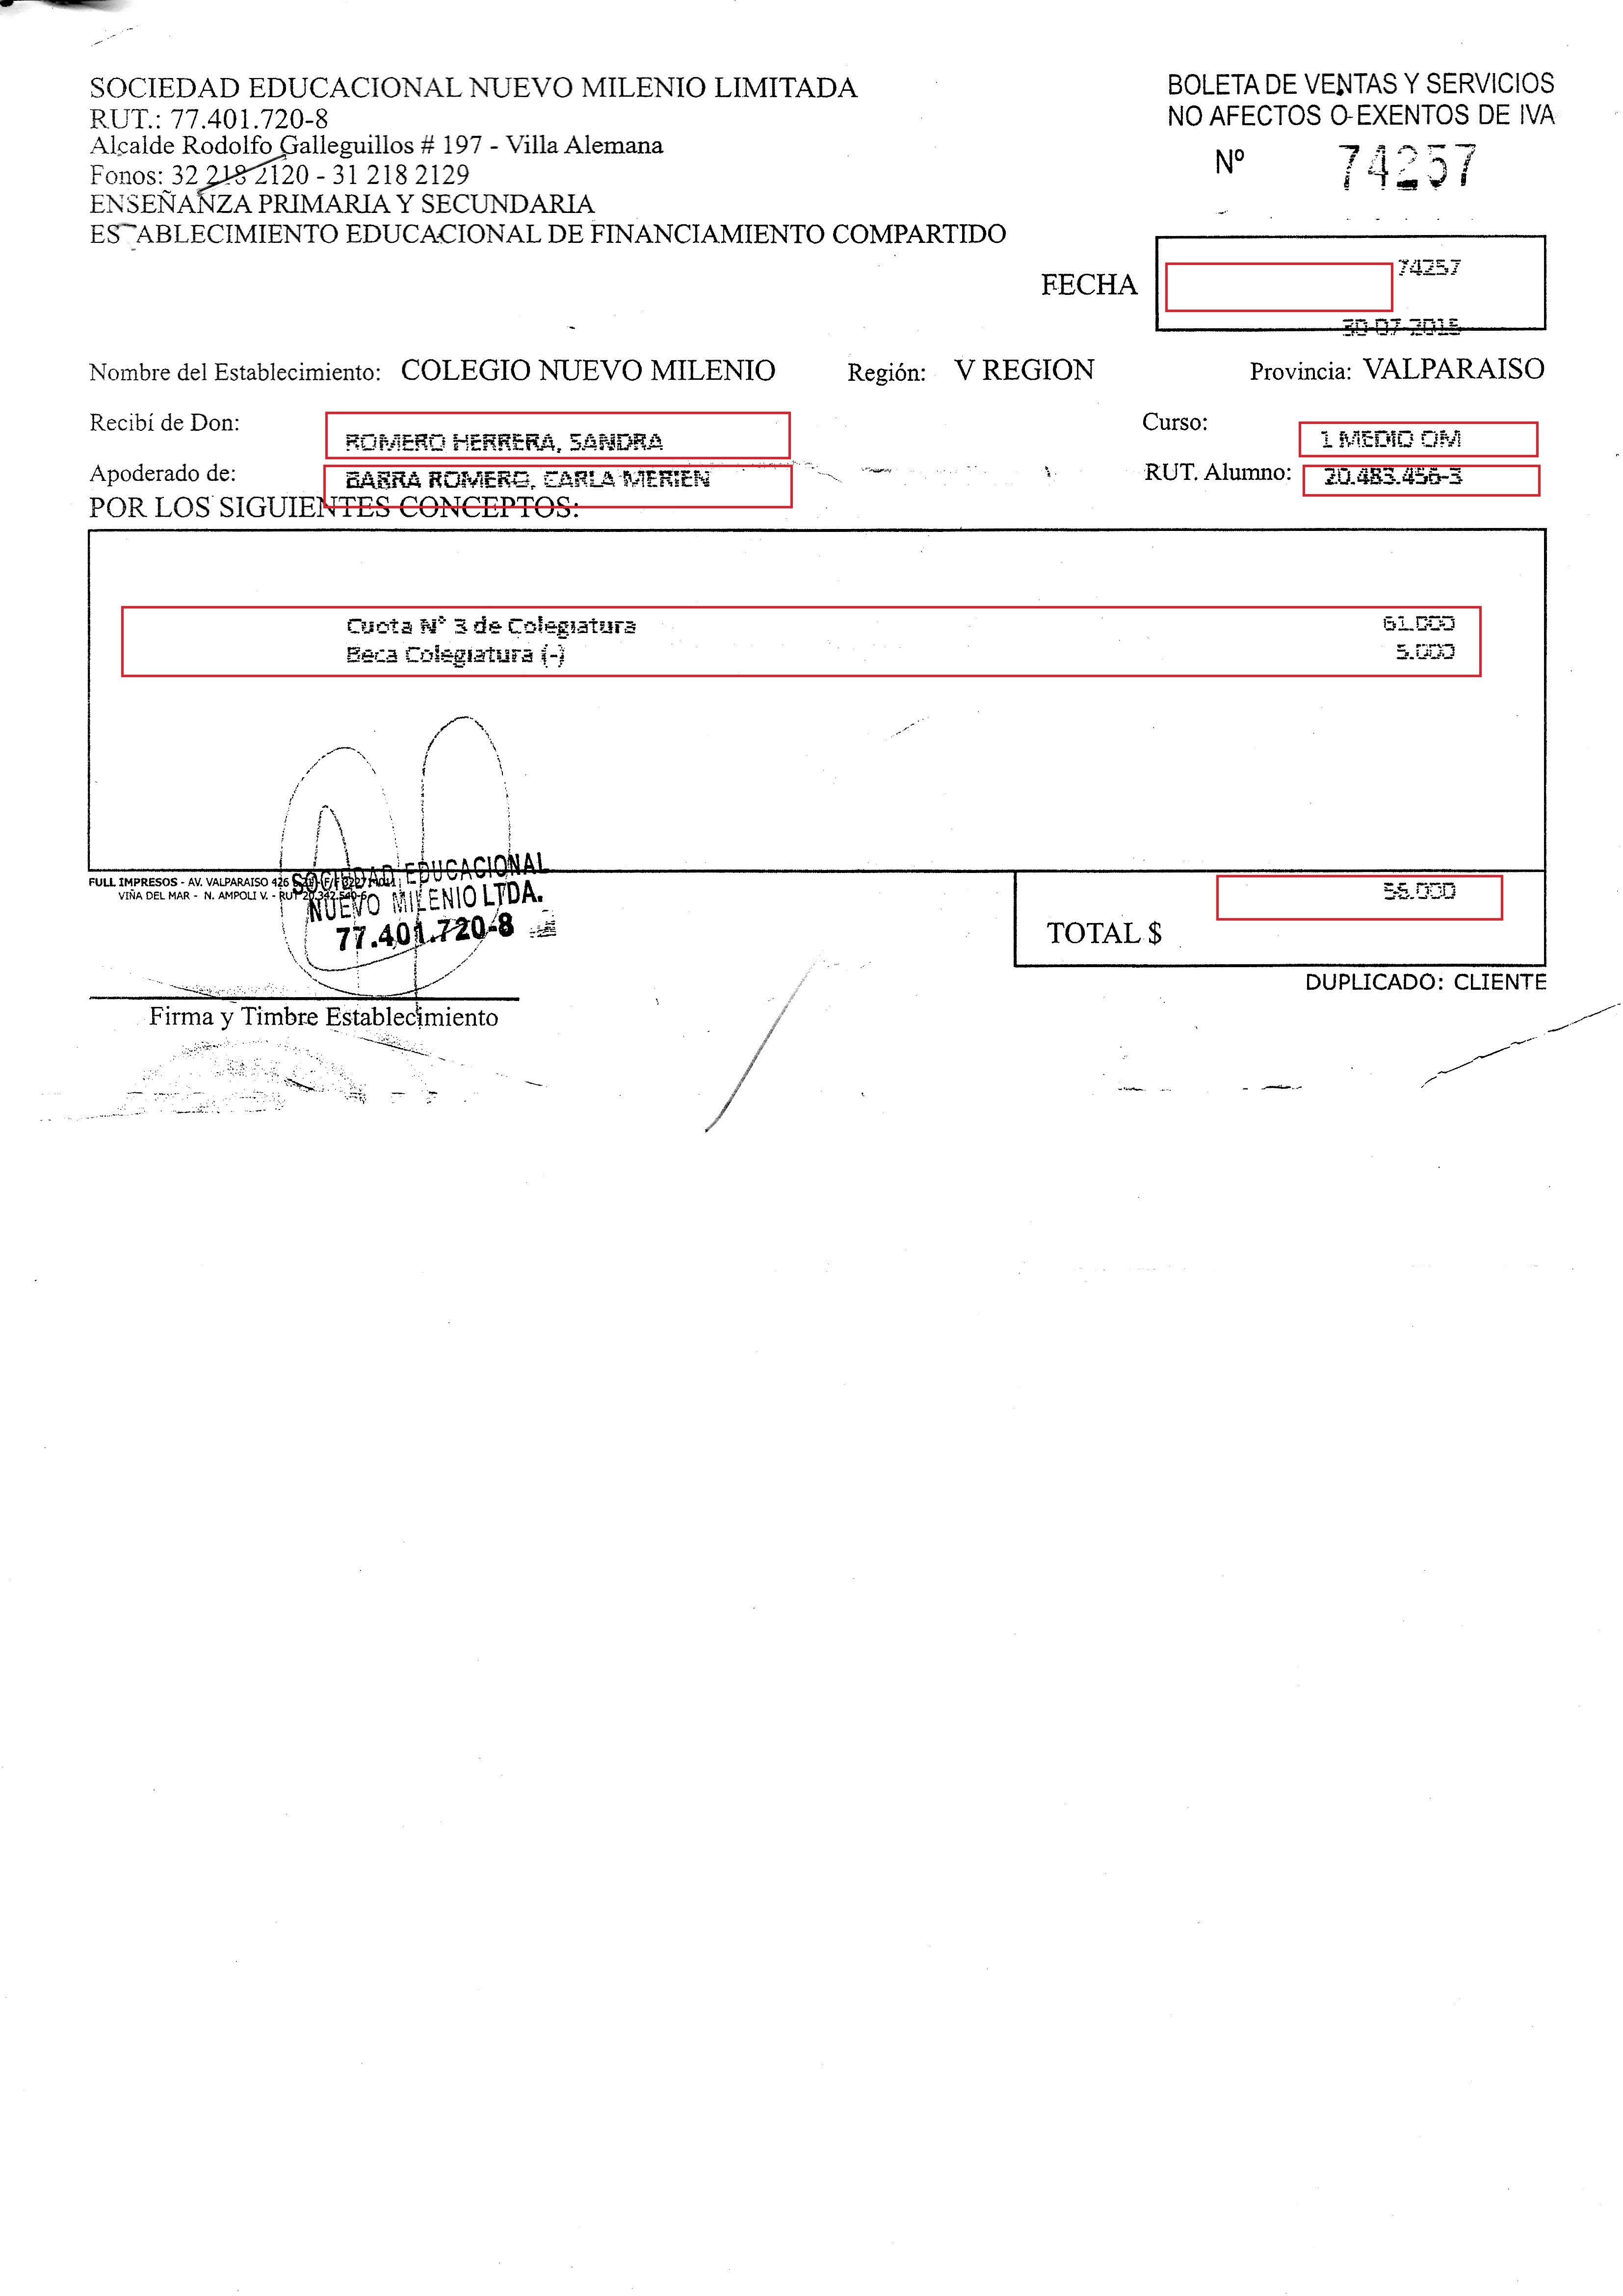 SOCIEDAD EDUCACIONAL NUEVO MILENIO LIMITADA
RUT.: 77.401.720-8
Alcalde Rodolfo Galleguillos # 197 - Villa Alemana
Fonos: 32 218 2120 - 31 218 2129
ENSEÑANZA PRIMARIA Y SECUNDARIA
ESTABLECIMIENTO EDUCACIONAL DE FINANCIAMIENTO COMPARTIDO
BOLETA DE VENTAS Y SERVICIOS
NO AFECTOS O EXENTOS DE IVA
Nº 74257
FECHA
74257
30-07-2015
Nombre del Establecimiento: COLEGIO NUEVO MILENIO Región: V REGION Provincia: VALPARAISO
Recibí de Don: ROMERO HERRERA, SANDRA Curso: 1 MEDIO OM
Apoderado de: BARRA ROMERO, CARLA MERIEN RUT. Alumno: 20.483.456-3
POR LOS SIGUIENTES CONCEPTOS:
Cuota N° 3 de Colegiatura 61.000
Beca Colegiatura (-) 5.000
FULL IMPRESOS - AV. VALPARAISO 426
VIÑA DEL MAR - N. AMPOLI V. - RUT
SOCIEDAD EDUCACIONAL
NUEVO MILENIO LTDA.
77.401.720-8
Firma y Timbre Establecimiento
56.000
TOTAL $
DUPLICADO: CLIENTE